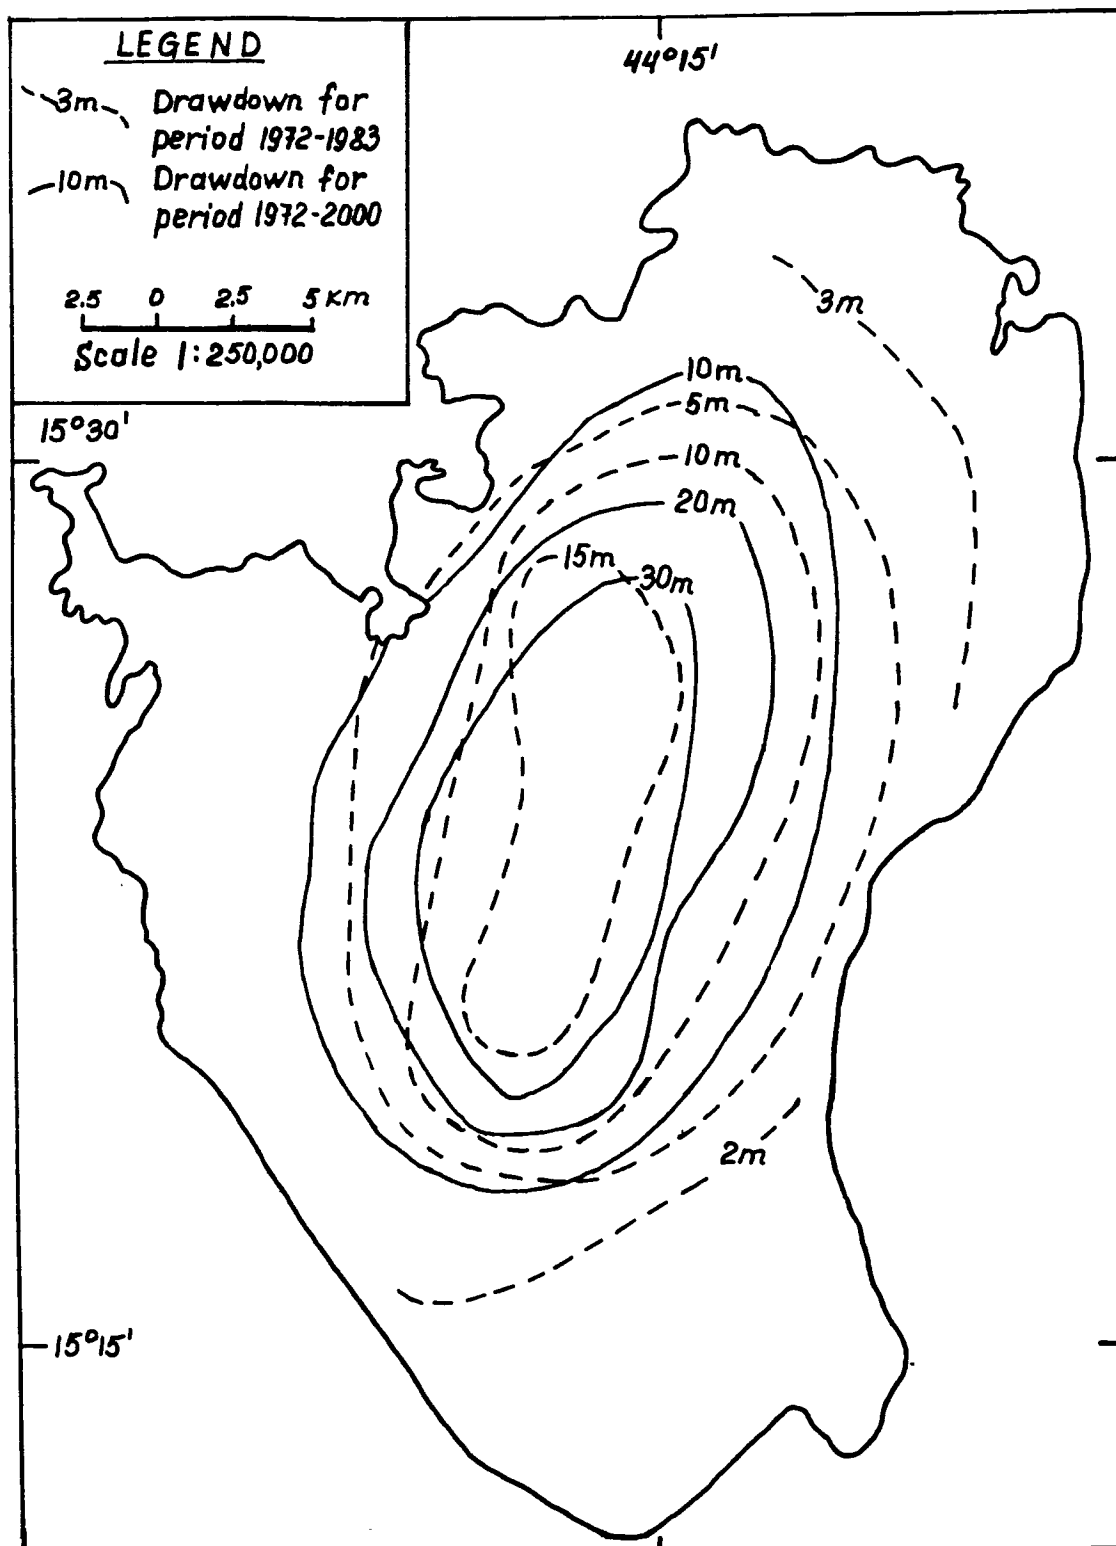 LEGEND
3m Drawdown for
period 1972-1983
10m Drawdown for
period 1972-2000
2.5 0 2.5 5 Km
Scale 1:250,000
44°15'
15°30'
3m
10m
5m
10m
20m
15m
30m
2m
15°15'